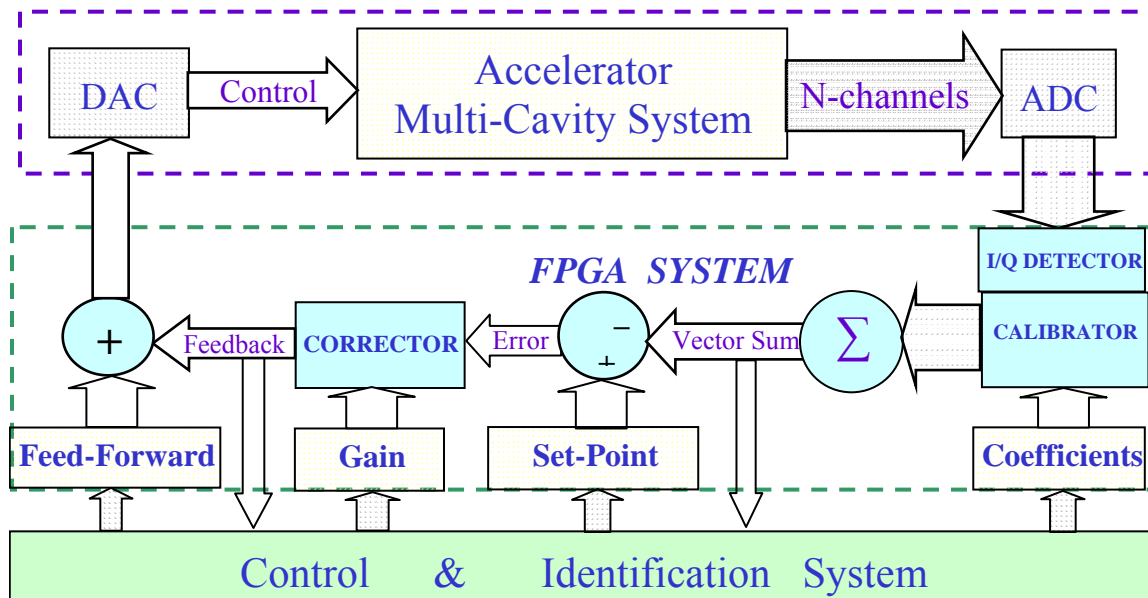 DAC
Control
Accelerator
Multi-Cavity System
N-channels
ADC
I/Q DETECTOR
FPGA SYSTEM
CALIBRATOR
+
Feedback
CORRECTOR
Error
−
+
Vector Sum
∑
Feed-Forward
Gain
Set-Point
Coefficients
Control & Identification System